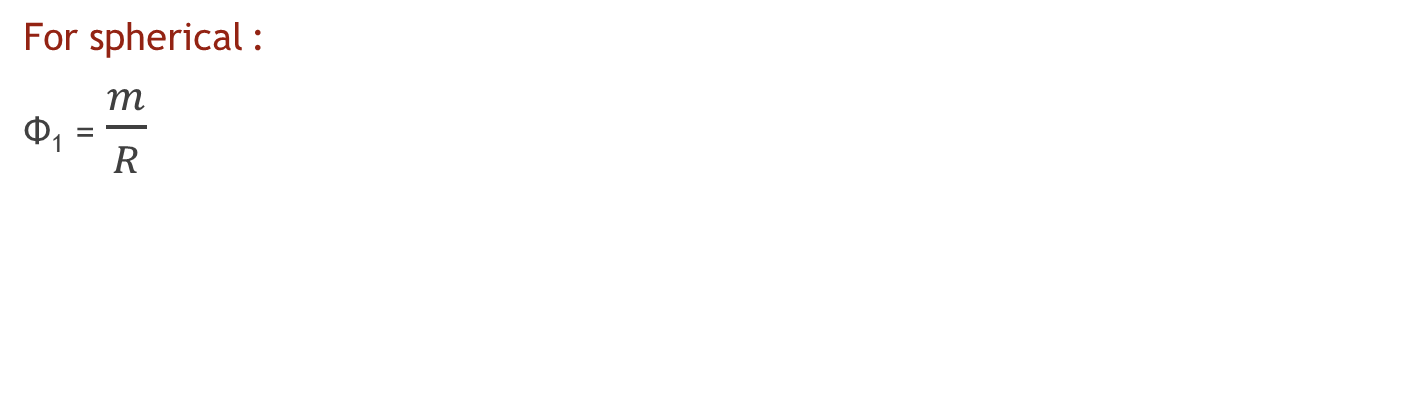 For spherical :
Φ₁ = m/R